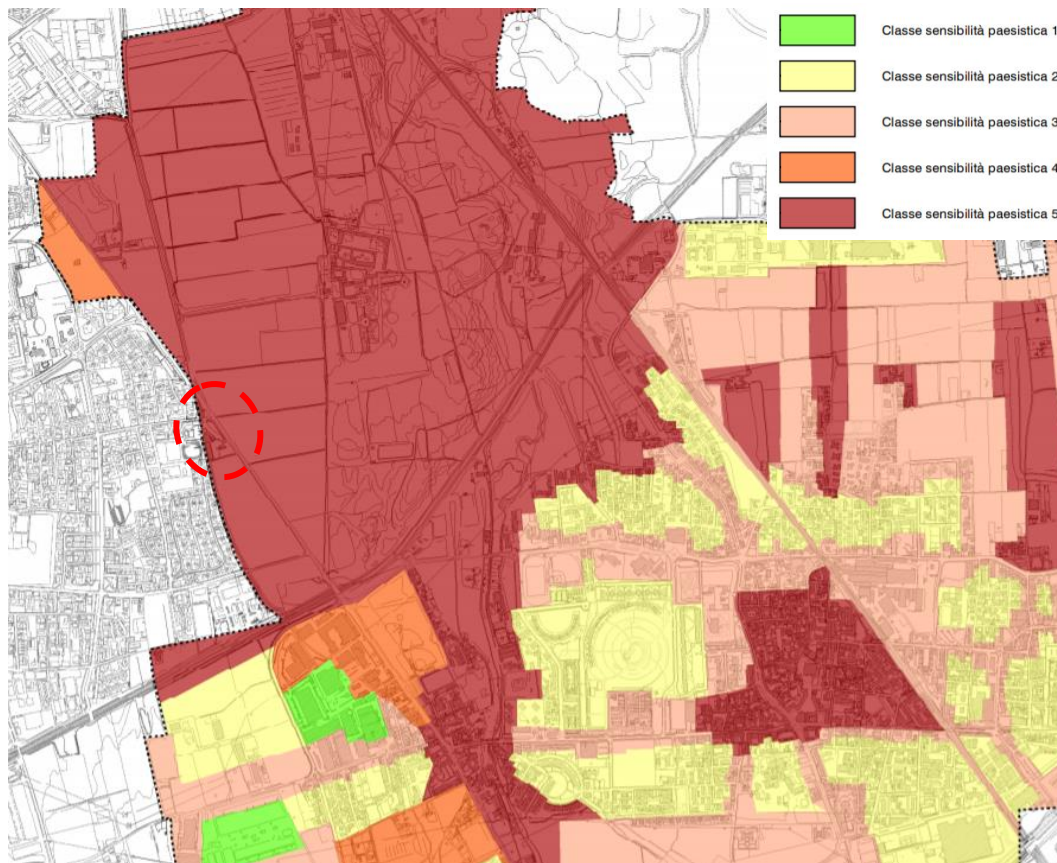 Classe sensibilità paesistica 1
Classe sensibilità paesistica 2
Classe sensibilità paesistica 3
Classe sensibilità paesistica 4
Classe sensibilità paesistica 5